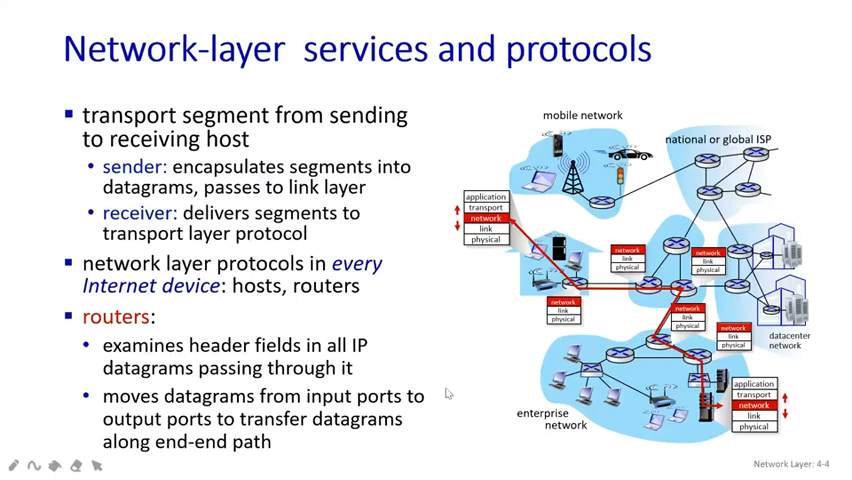 Network-layer services and protocols
transport segment from sending
to receiving host
sender: encapsulates segments into
datagrams, passes to link layer
receiver: delivers segments to
transport layer protocol
network layer protocols in every
Internet device: hosts, routers
routers:
examines header fields in all IP
datagrams passing through it
moves datagrams from input ports to
output ports to transfer datagrams
along end-end path
mobile network
national or global ISP
application
transport
network
link
physical
network
link
physical
network
link
physical
network
link
physical
network
link
physical
network
link
physical
datacenter
network
application
transport
network
link
physical
enterprise
network
Network Layer: 4-4